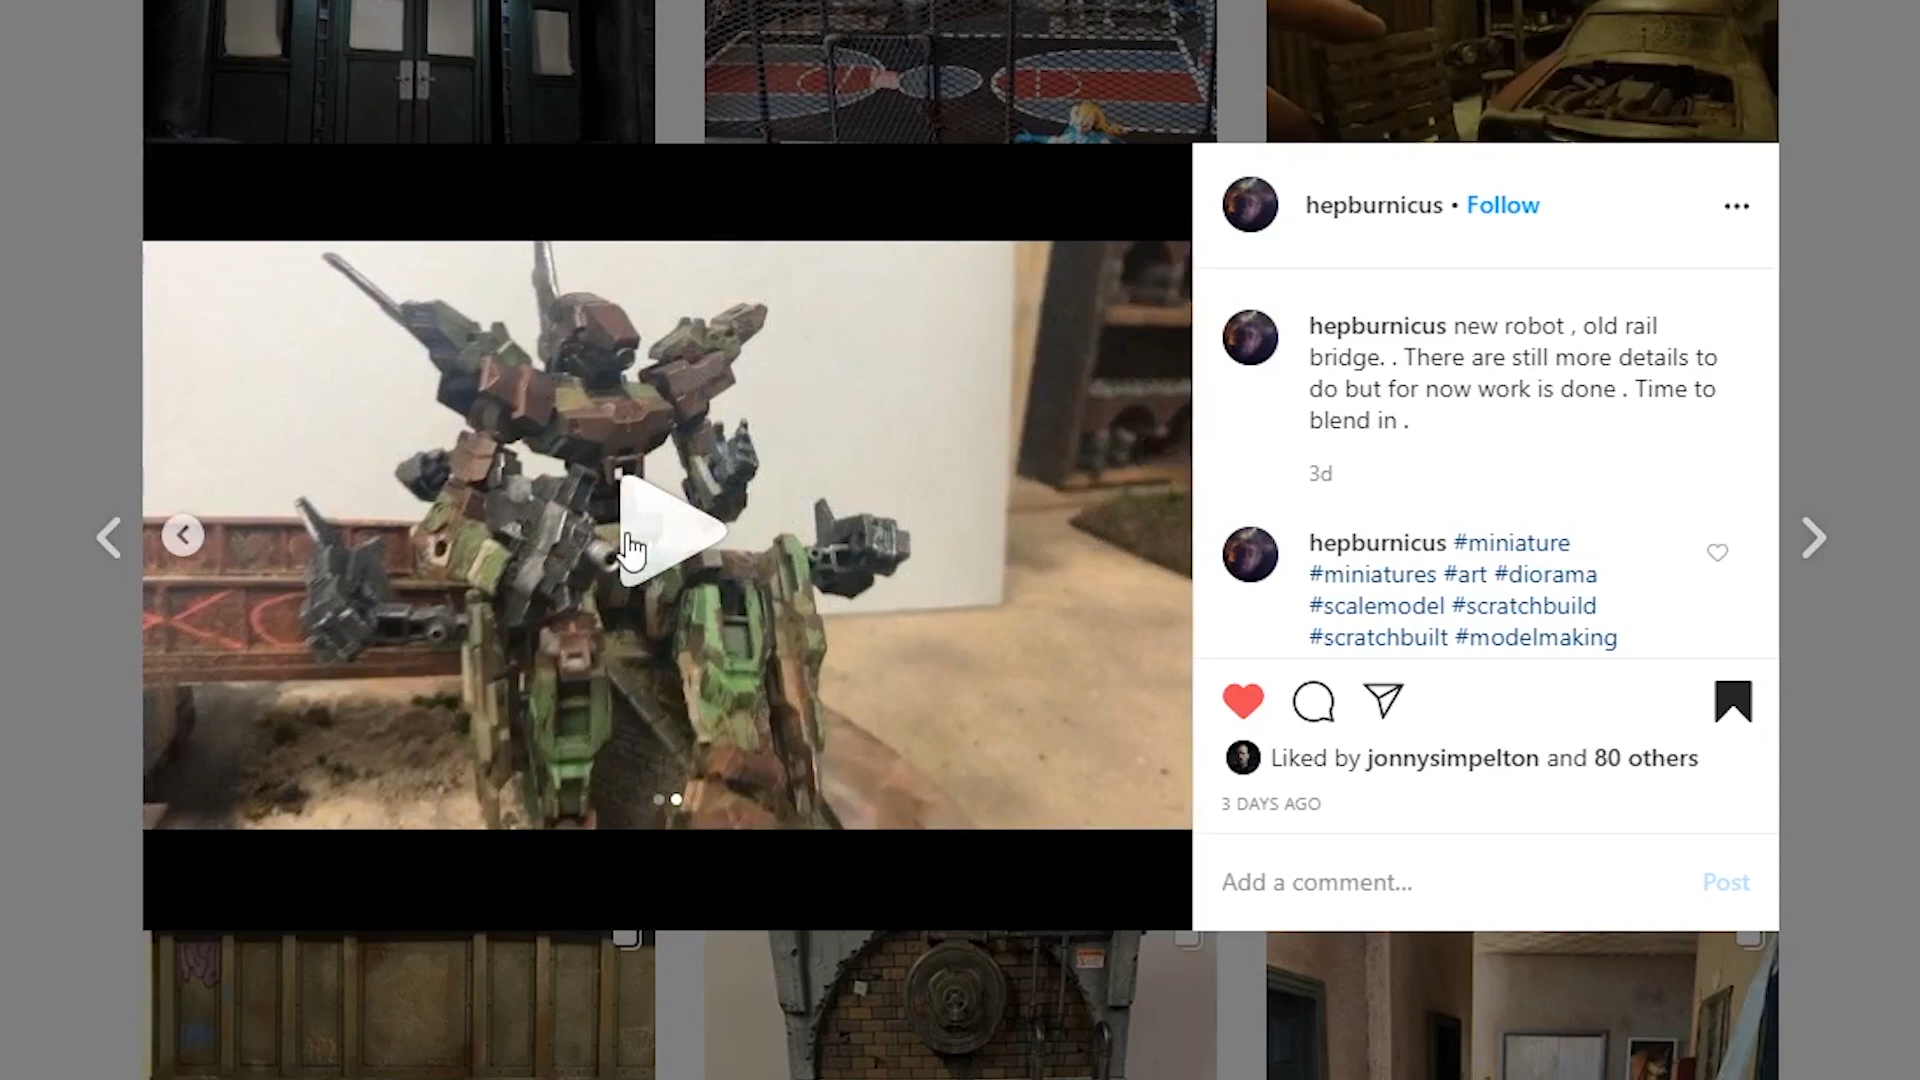 hepburnicus • Follow
hepburnicus new robot , old rail
bridge. . There are still more details to
do but for now work is done . Time to
blend in .
3d
hepburnicus #miniature
#miniatures #art #diorama
#scalemodel #scratchbuild
#scratchbuilt #modelmaking
Liked by jonnysimpelton and 80 others
3 DAYS AGO
Add a comment... Post